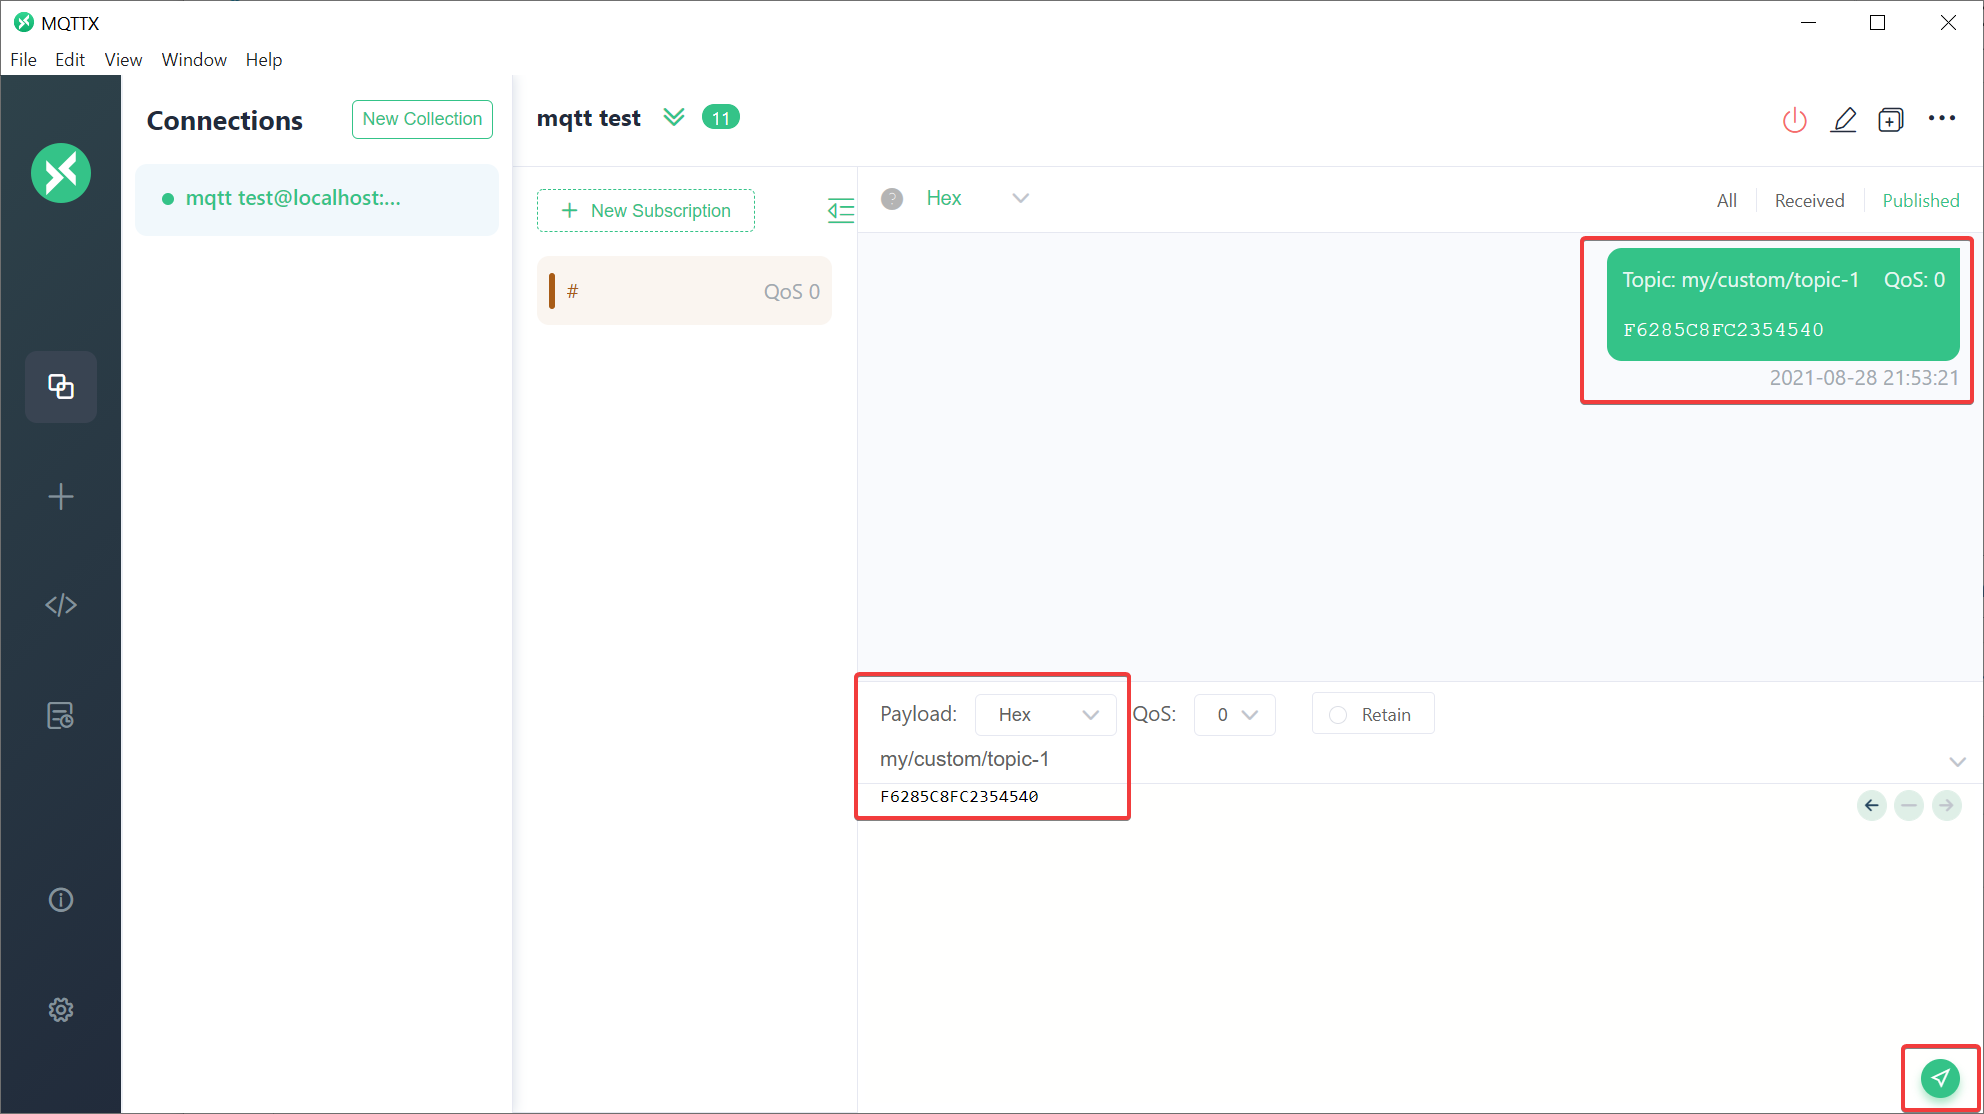 MQTTX
File Edit View Window Help
Connections
New Collection
mqtt test@localhost:...
mqtt test
11
New Subscription
# QoS 0
? Hex
All Received Published
Topic: my/custom/topic-1 QoS: 0
F6285C8FC2354540
2021-08-28 21:53:21
Payload: Hex QoS: 0 Retain
my/custom/topic-1
F6285C8FC2354540